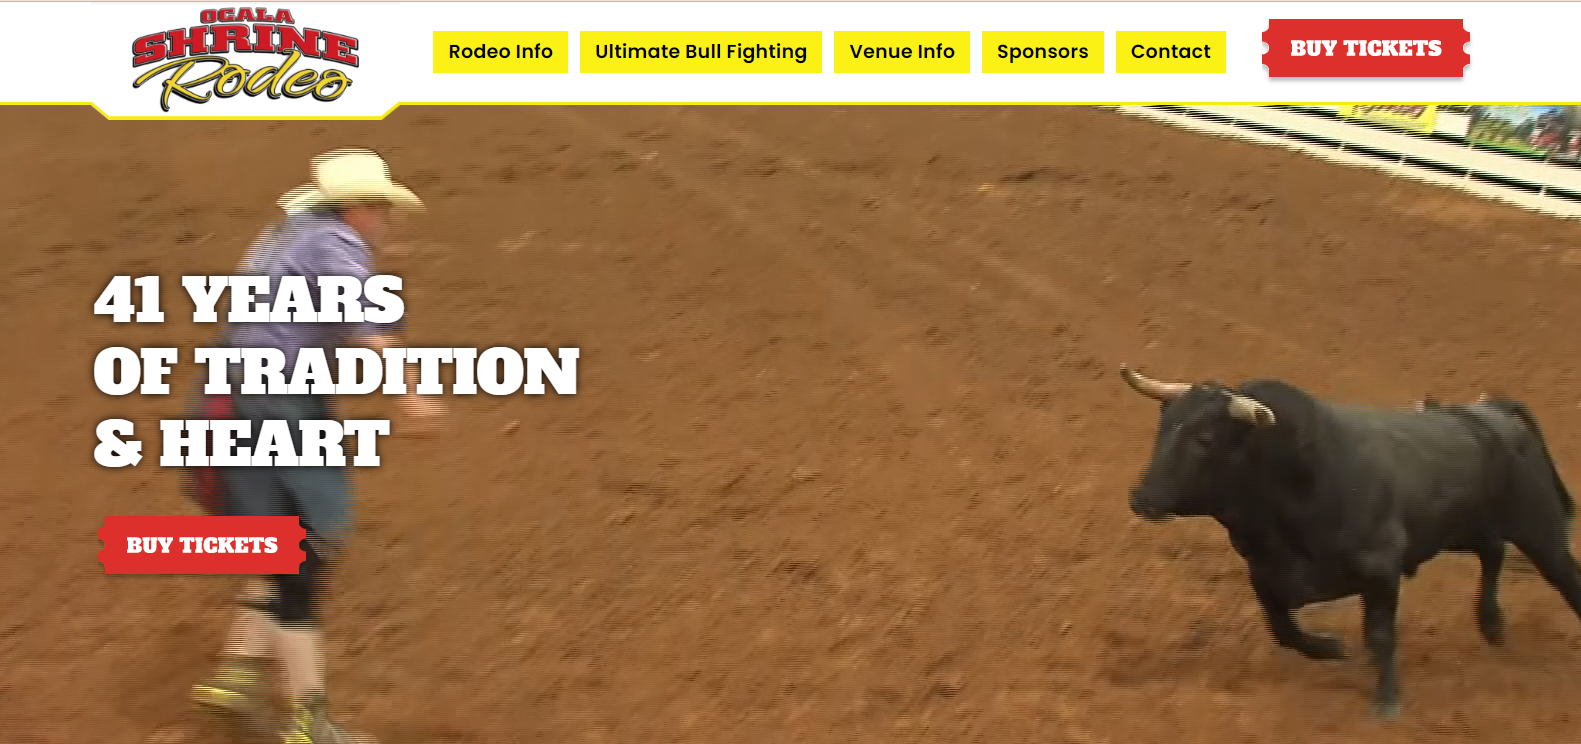 OCALA
SHRINE
Rodeo
Rodeo Info
Ultimate Bull Fighting
Venue Info
Sponsors
Contact
BUY TICKETS
41 YEARS
OF TRADITION
& HEART
BUY TICKETS